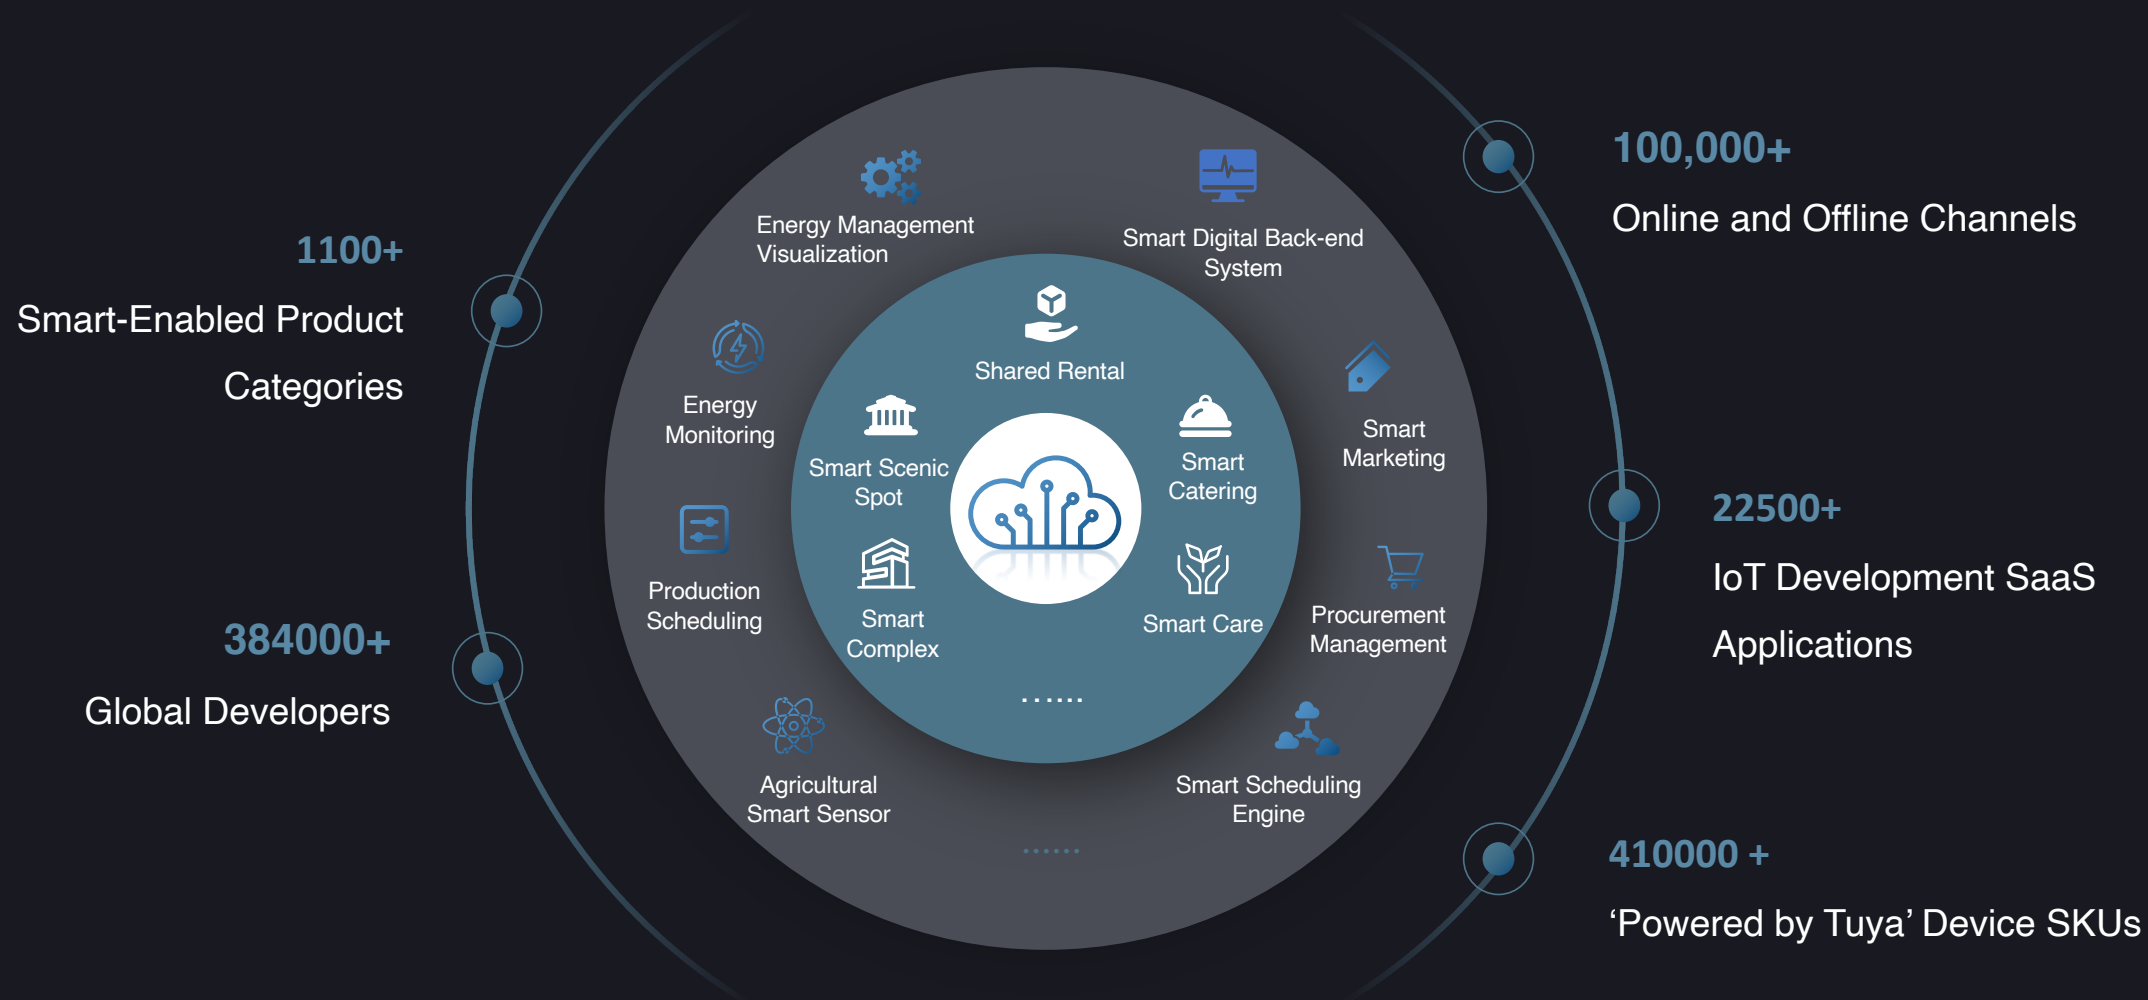 1100+
Smart-Enabled Product
Categories
384000+
Global Developers
Energy Management
Visualization
Smart Digital Back-end
System
Energy
Monitoring
Smart
Marketing
Production
Scheduling
Procurement
Management
Agricultural
Smart Sensor
Smart Scheduling
Engine
......
Shared Rental
Smart Scenic
Spot
Smart
Catering
Smart
Complex
Smart Care
......
100,000+
Online and Offline Channels
22500+
IoT Development SaaS
Applications
410000 +
‘Powered by Tuya’ Device SKUs